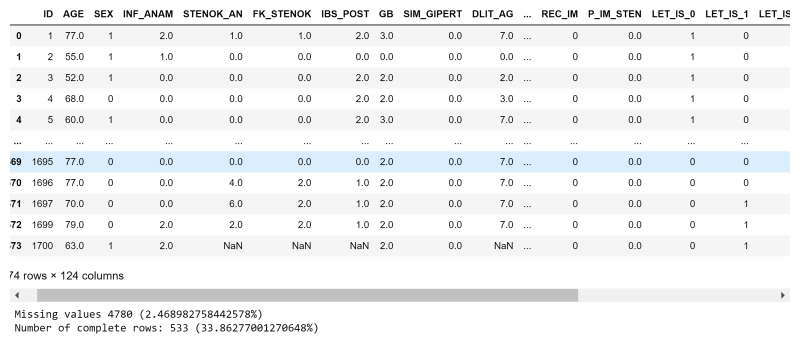 ID AGE SEX INF_ANAM STENOK_AN FK_STENOK IBS_POST GB SIM_GIPERT DLIT_AG ... REC_IM P_IM_STEN LET_IS_0 LET_IS_1 LET_IS
0 1 77.0 1 2.0 1.0 1.0 2.0 3.0 0.0 7.0 ... 0 0.0 1 0
1 2 55.0 1 1.0 0.0 0.0 0.0 0.0 0.0 0.0 ... 0 0.0 1 0
2 3 52.0 1 0.0 0.0 0.0 2.0 2.0 0.0 2.0 ... 0 0.0 1 0
3 4 68.0 0 0.0 0.0 0.0 2.0 2.0 0.0 3.0 ... 0 0.0 1 0
4 5 60.0 1 0.0 0.0 0.0 2.0 3.0 0.0 7.0 ... 0 0.0 1 0
... ... ... ... ... ... ... ... ... ... ... ... ... ... ... ...
69 1695 77.0 0 0.0 0.0 0.0 0.0 2.0 0.0 7.0 ... 0 0.0 0 0
70 1696 77.0 0 0.0 4.0 2.0 1.0 2.0 0.0 7.0 ... 0 0.0 0 1
71 1697 70.0 0 0.0 6.0 2.0 1.0 2.0 0.0 7.0 ... 0 0.0 0 1
72 1699 79.0 0 2.0 2.0 2.0 1.0 2.0 0.0 7.0 ... 0 0.0 0 1
73 1700 63.0 1 2.0 NaN NaN NaN 2.0 0.0 NaN ... 0 0.0 0 1
74 rows × 124 columns
Missing values 4780 (2.468982758442578%)
Number of complete rows: 533 (33.86277001270648%)